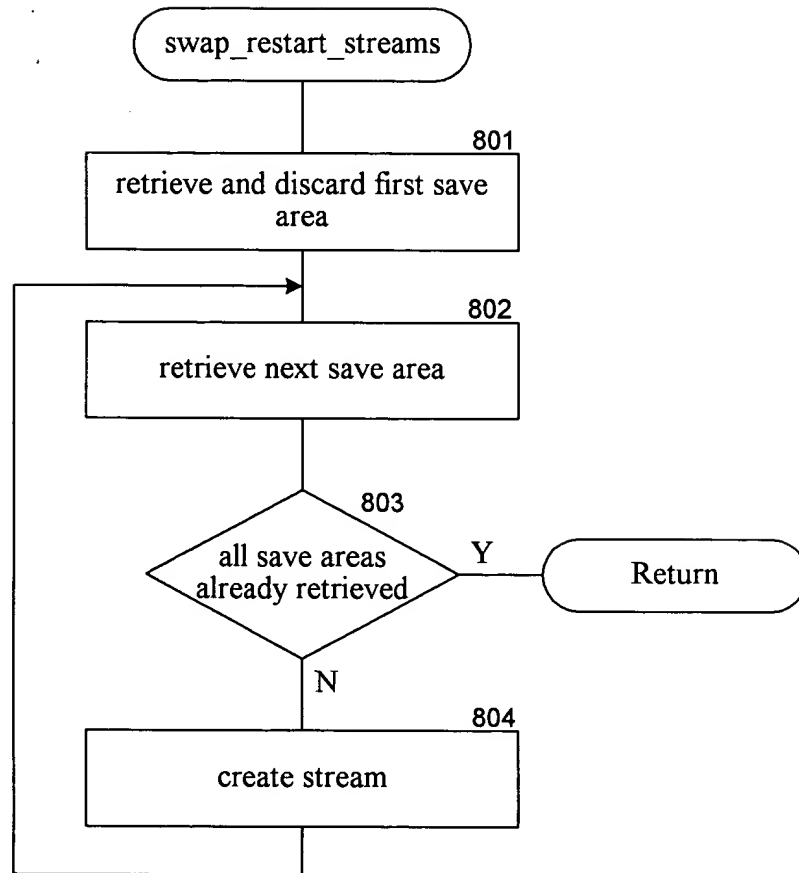 swap_restart_streams
801
retrieve and discard first save
area
802
retrieve next save area
803
all save areas
already retrieved
Y
Return
N
804
create stream